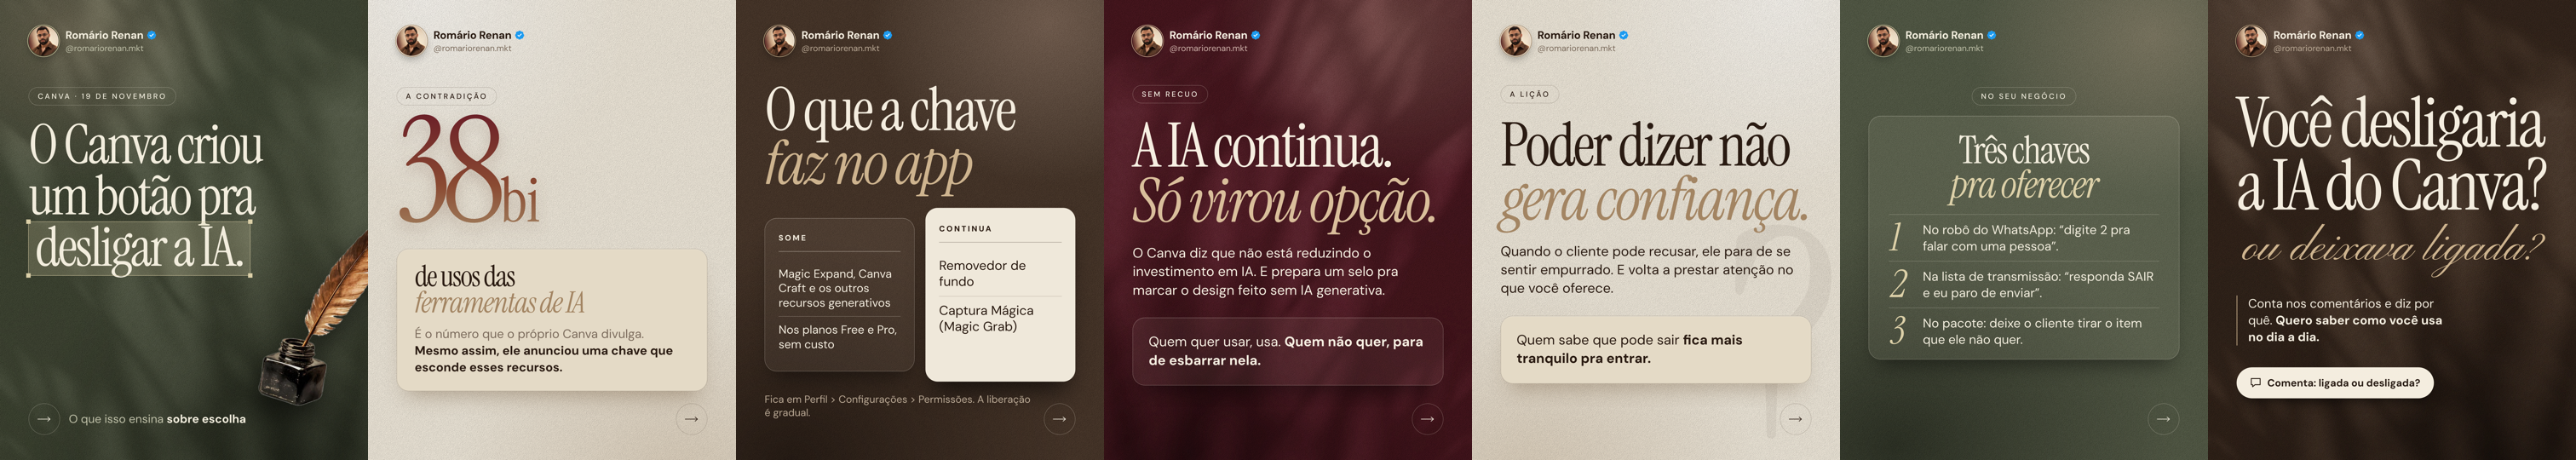 Romário Renan
@romariorenan.mkt
CANVA · 19 DE NOVEMBRO
O Canva criou
um botão pra
desligar a IA.
O que isso ensina sobre escolha
Romário Renan
@romariorenan.mkt
A CONTRADIÇÃO
38bi
de usos das
ferramentas de IA
É o número que o próprio Canva divulga.
Mesmo assim, ele anunciou uma chave que
esconde esses recursos.
Romário Renan
@romariorenan.mkt
O que a chave
faz no app
SOME
Magic Expand, Canva
Craft e os outros
recursos generativos
Nos planos Free e Pro,
sem custo
CONTINUA
Removedor de
fundo
Captura Mágica
(Magic Grab)
Fica em Perfil > Configurações > Permissões. A liberação
é gradual.
Romário Renan
@romariorenan.mkt
SEM RECUO
A IA continua.
Só virou opção.
O Canva diz que não está reduzindo o
investimento em IA. E prepara um selo pra
marcar o design feito sem IA generativa.
Quem quer usar, usa. Quem não quer, para
de esbarrar nela.
Romário Renan
@romariorenan.mkt
A LIÇÃO
Poder dizer não
gera confiança.
Quando o cliente pode recusar, ele para de se
sentir empurrado. E volta a prestar atenção no
que você oferece.
?
Quem sabe que pode sair fica mais
tranquilo pra entrar.
Romário Renan
@romariorenan.mkt
NO SEU NEGÓCIO
Três chaves
pra oferecer
1 No robô do WhatsApp: “digite 2 pra
falar com uma pessoa”.
2 Na lista de transmissão: “responda SAIR
e eu paro de enviar”.
3 No pacote: deixe o cliente tirar o item
que ele não quer.
Romário Renan
@romariorenan.mkt
Você desligaria
a IA do Canva?
ou deixava ligada?
Conta nos comentários e diz por
quê. Quero saber como você usa
no dia a dia.
Comenta: ligada ou desligada?